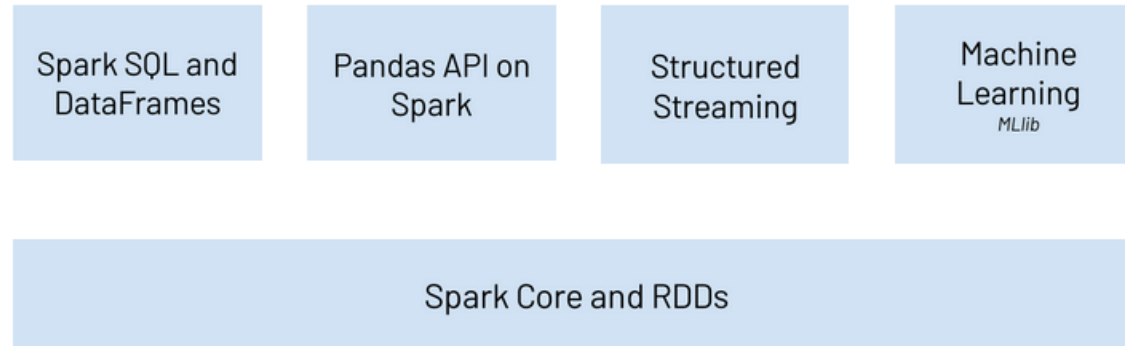 Spark SQL and
DataFrames
Pandas API on
Spark
Structured
Streaming
Machine
Learning
MLlib
Spark Core and RDDs